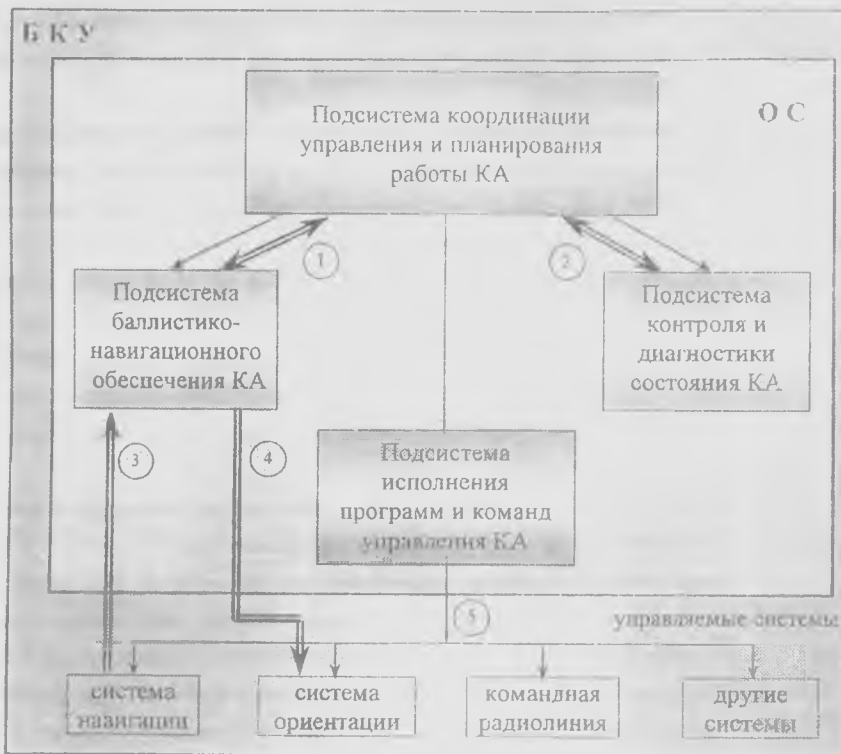 Б К У
О С
Подсистема координации
управления и планирования
работы КА
1
2
Подсистема
баллистико-
навигационного
обеспечения КА
Подсистема
контроля и
диагностики
состояния КА
3
4
Подсистема
исполнения
программ и команд
управления КА
5
управляемые системы
система
навигации
система
ориентации
командная
радиолиния
другие
системы